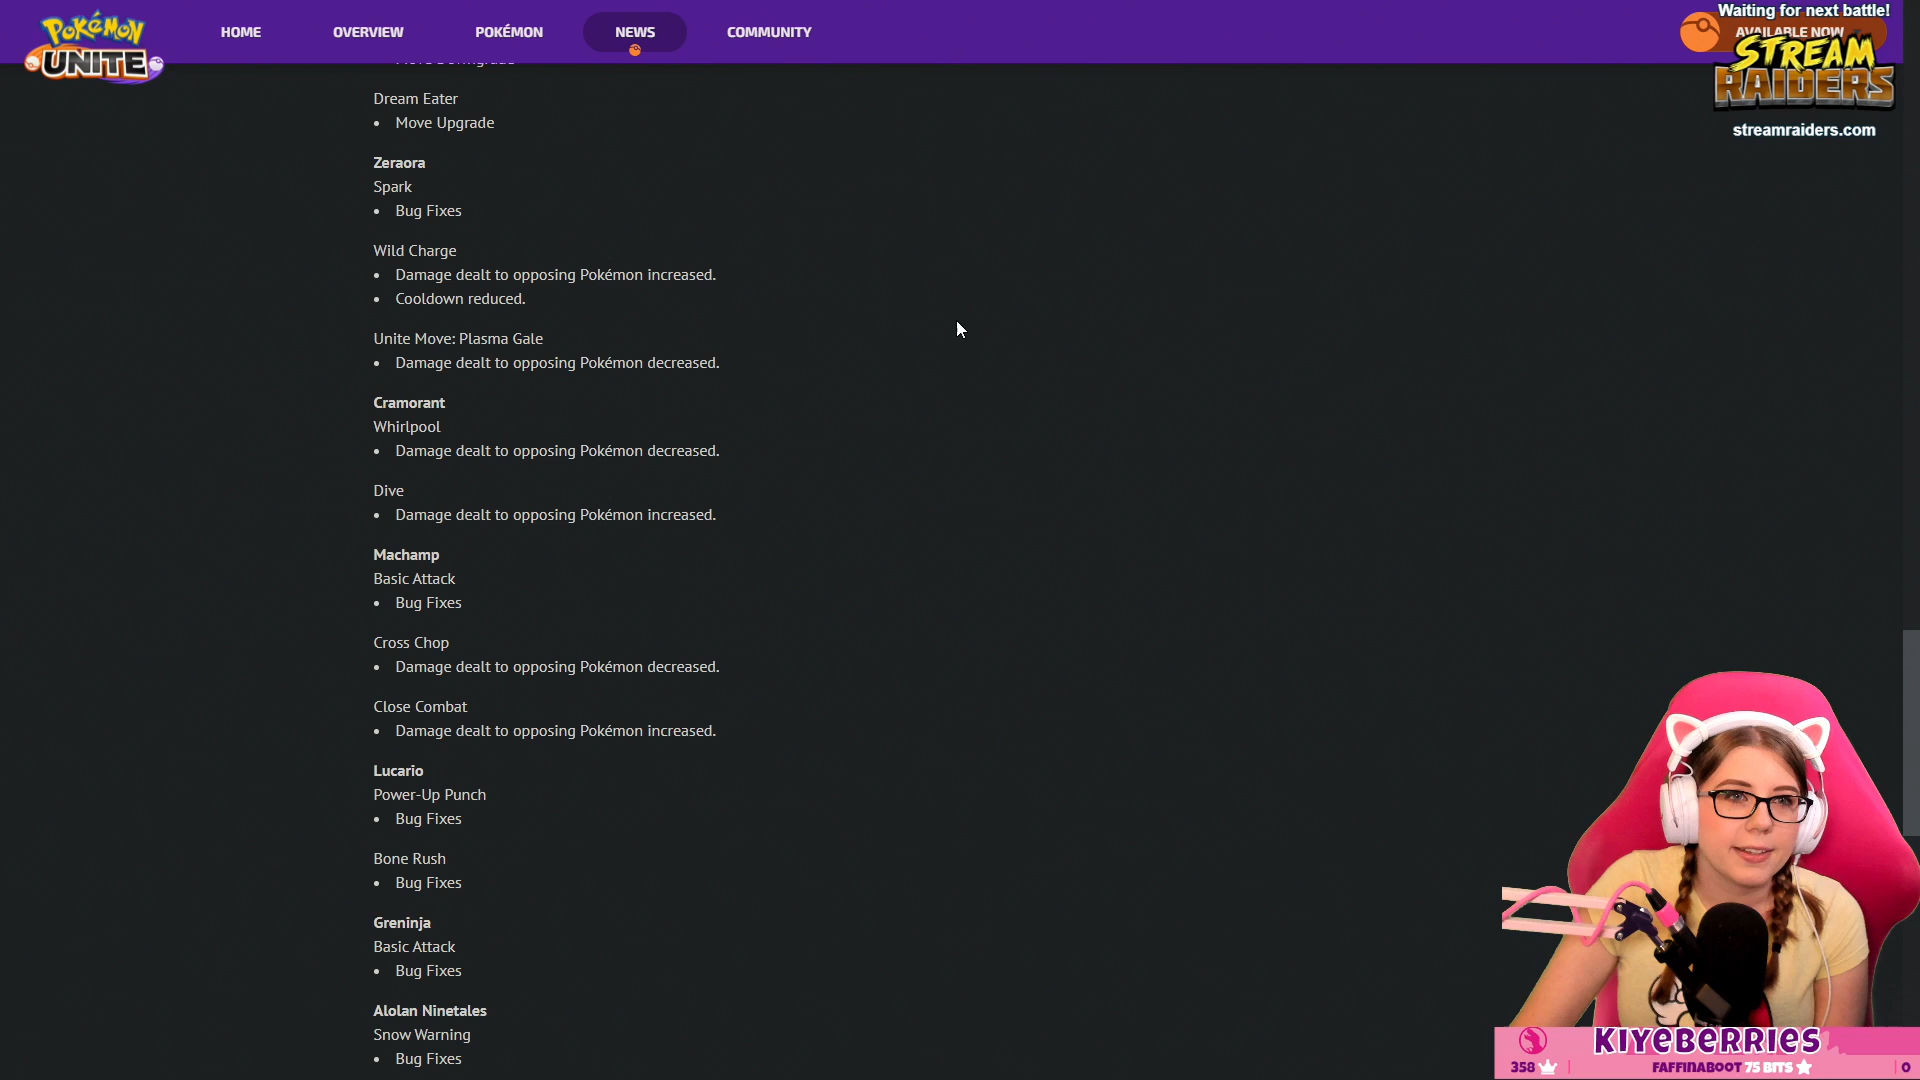 Pokémon
UNITE
HOME
OVERVIEW
POKÉMON
NEWS
COMMUNITY
Waiting for next battle!
AVAILABLE NOW
STREAM
RAIDERS
streamraiders.com
Move Downgrade
Dream Eater
• Move Upgrade
Zeraora
Spark
• Bug Fixes
Wild Charge
• Damage dealt to opposing Pokémon increased.
• Cooldown reduced.
Unite Move: Plasma Gale
• Damage dealt to opposing Pokémon decreased.
Cramorant
Whirlpool
• Damage dealt to opposing Pokémon decreased.
Dive
• Damage dealt to opposing Pokémon increased.
Machamp
Basic Attack
• Bug Fixes
Cross Chop
• Damage dealt to opposing Pokémon decreased.
Close Combat
• Damage dealt to opposing Pokémon increased.
Lucario
Power-Up Punch
• Bug Fixes
Bone Rush
• Bug Fixes
Greninja
Basic Attack
• Bug Fixes
Alolan Ninetales
Snow Warning
• Bug Fixes
KIYEBERRIES
358
FAFFINABOOT 75 BITS
0